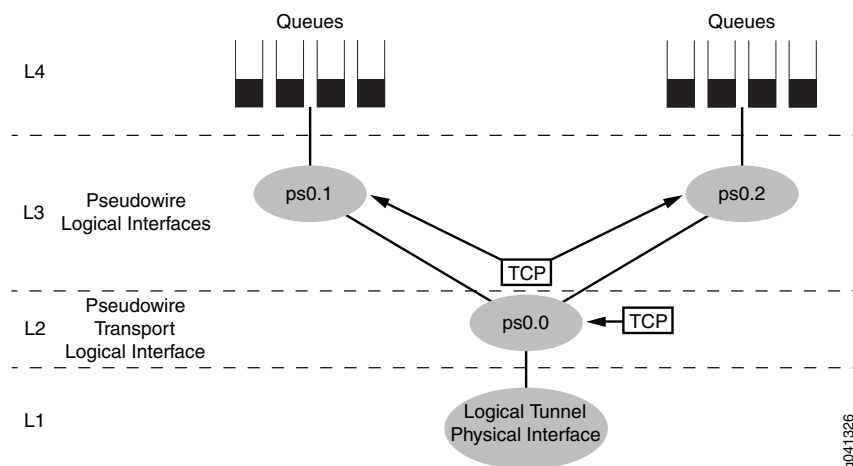 Queues
Queues
L4
ps0.1
ps0.2
L3
Pseudowire
Logical Interfaces
TCP
Pseudowire
L2
Transport
Logical Interface
ps0.0
TCP
L1
Logical Tunnel
Physical Interface
g041326